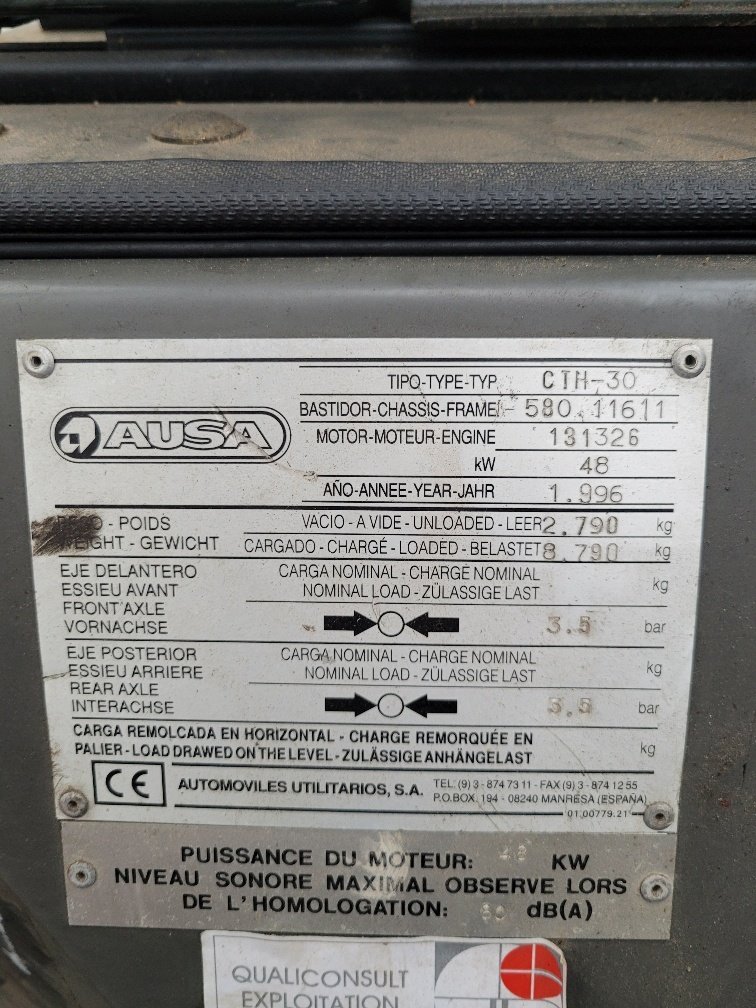 TIPO-TYPE-TYP CTH-30
BASTIDOR-CHASSIS-FRAME 580.11611
AUSA
MOTOR-MOTEUR-ENGINE 131326
kW 48
AÑO-ANNEE-YEAR-JAHR 1.996
- POIDS VACIO - A VIDE - UNLOADED - LEER 2.790 kg
- GEWICHT CARGADO - CHARGÉ - LOADED - BELASTET 8.790 kg
EJE DELANTERO CARGA NOMINAL - CHARGE NOMINAL
ESSIEU AVANT NOMINAL LOAD - ZÜLASSIGE LAST kg
FRONT AXLE
VORNACHSE 3.5 bar
EJE POSTERIOR CARGA NOMINAL - CHARGE NOMINAL
ESSIEU ARRIERE NOMINAL LOAD - ZÜLASSIGE LAST kg
REAR AXLE
INTERACHSE 3.5 bar
CARGA REMOLCADA EN HORIZONTAL - CHARGE REMORQUÉE EN
PALIER - LOAD DRAWED ON THE LEVEL - ZULÄSSIGE ANHÄNGELAST kg
CE AUTOMOVILES UTILITARIOS, S.A. TEL: (9) 3 - 874 73 11 - FAX (9) 3 - 874 12 55
P.O.BOX. 194 - 08240 MANRESA (ESPAÑA)
01.00779.21
PUISSANCE DU MOTEUR: KW
NIVEAU SONORE MAXIMAL OBSERVE LORS
DE L'HOMOLOGATION: dB(A)
QUALICONSULT
EXPLOITATION